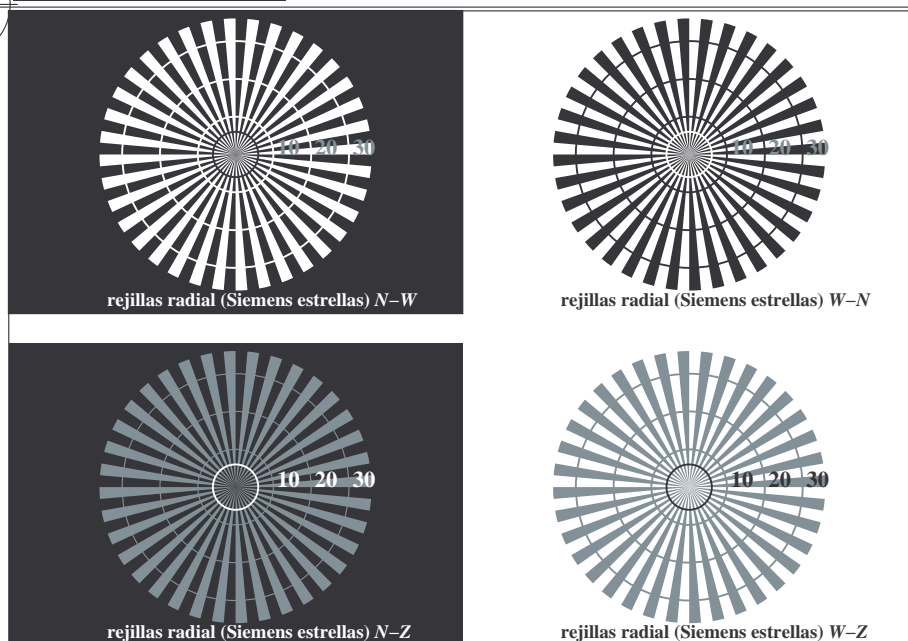 10 20 30
rejillas radial (Siemens estrellas) N–W
10 20 30
rejillas radial (Siemens estrellas) W–N
10 20 30
rejillas radial (Siemens estrellas) N–Z
10 20 30
rejillas radial (Siemens estrellas) W–Z